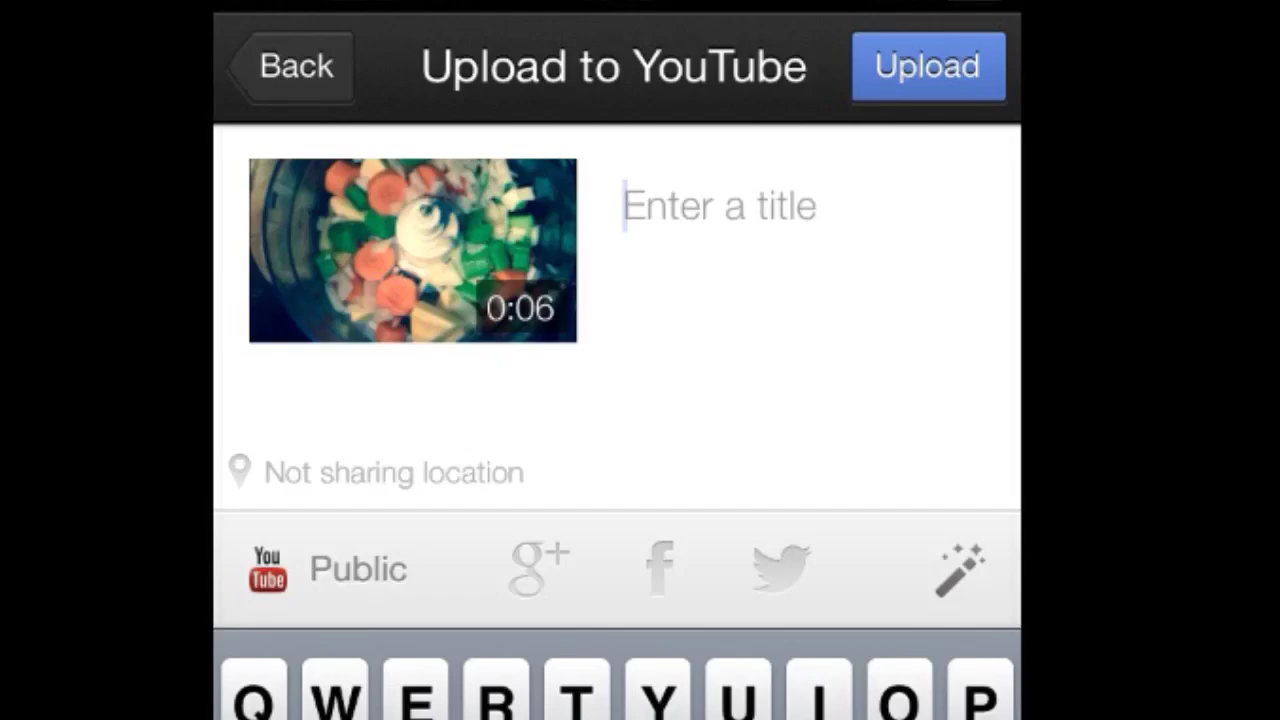 Back Upload to YouTube Upload
Enter a title
0:06
Not sharing location
You
Tube Public g+ f
Q W E R T Y U I O P